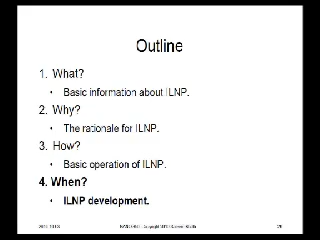 Outline
1. What?
• Basic information about ILNP.
2. Why?
• The rationale for ILNP.
3. How?
• Basic operation of ILNP.
4. When?
• ILNP development.